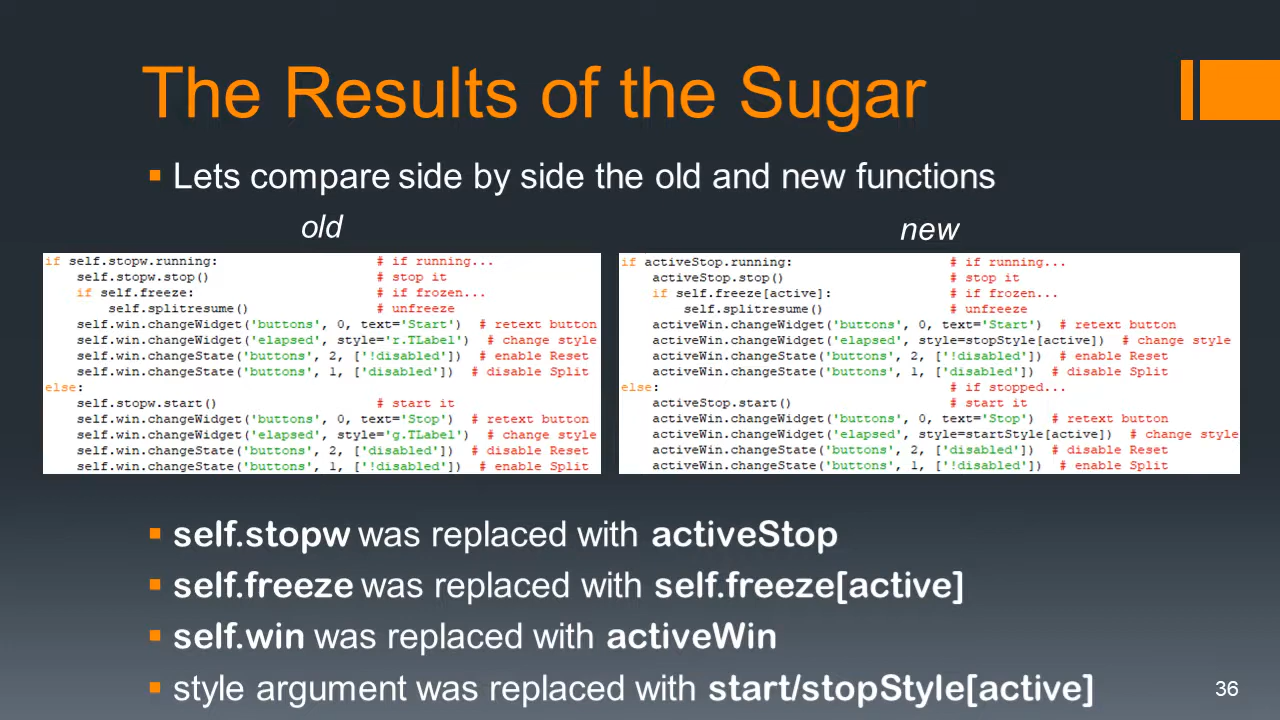 The Results of the Sugar
Lets compare side by side the old and new functions
old
if self.stopw.running: # if running...
self.stopw.stop() # stop it
if self.freeze: # if frozen...
self.splitresume() # unfreeze
self.win.changeWidget('buttons', 0, text='Start') # retext button
self.win.changeWidget('elapsed', style='r.TLabel') # change style
self.win.changeState('buttons', 2, ['!disabled']) # enable Reset
self.win.changeState('buttons', 1, ['disabled']) # disable Split
else:
self.stopw.start() # start it
self.win.changeWidget('buttons', 0, text='Stop') # retext button
self.win.changeWidget('elapsed', style='g.TLabel') # change style
self.win.changeState('buttons', 2, ['disabled']) # disable Reset
self.win.changeState('buttons', 1, ['!disabled']) # enable Split
new
if activeStop.running: # if running...
activeStop.stop() # stop it
if self.freeze[active]: # if frozen...
self.splitresume() # unfreeze
activeWin.changeWidget('buttons', 0, text='Start') # retext button
activeWin.changeWidget('elapsed', style=stopStyle[active]) # change style
activeWin.changeState('buttons', 2, ['!disabled']) # enable Reset
activeWin.changeState('buttons', 1, ['disabled']) # disable Split
else: # if stopped...
activeStop.start() # start it
activeWin.changeWidget('buttons', 0, text='Stop') # retext button
activeWin.changeWidget('elapsed', style=startStyle[active]) # change style
activeWin.changeState('buttons', 2, ['disabled']) # disable Reset
activeWin.changeState('buttons', 1, ['!disabled']) # enable Split
self.stopw was replaced with activeStop
self.freeze was replaced with self.freeze[active]
self.win was replaced with activeWin
style argument was replaced with start/stopStyle[active]
36